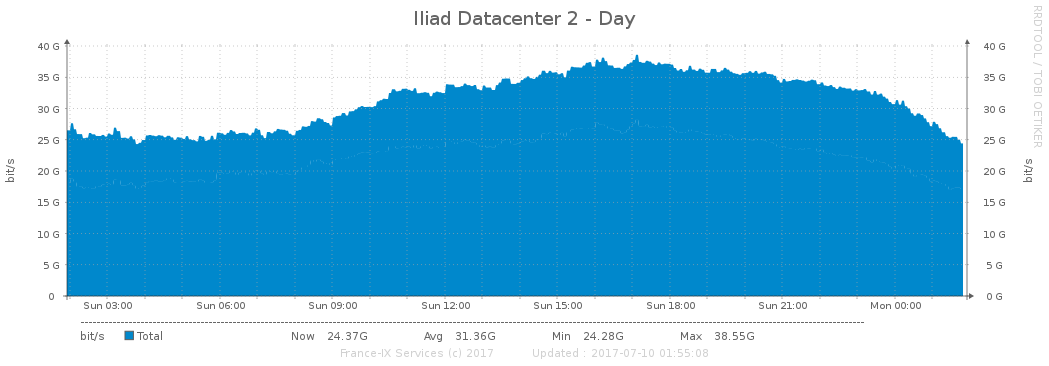 Iliad Datacenter 2 - Day
RRDTOOL / TOBI OETIKER
40 G 40 G
35 G 35 G
30 G 30 G
25 G 25 G
20 G 20 G
15 G 15 G
10 G 10 G
5 G 5 G
0 0 G
bit/s
bit/s
Sun 03:00 Sun 06:00 Sun 09:00 Sun 12:00 Sun 15:00 Sun 18:00 Sun 21:00 Mon 00:00
bit/s Total Now 24.37G Avg 31.36G Min 24.28G Max 38.55G
France-IX Services (c) 2017 Updated : 2017-07-10 01:55:08